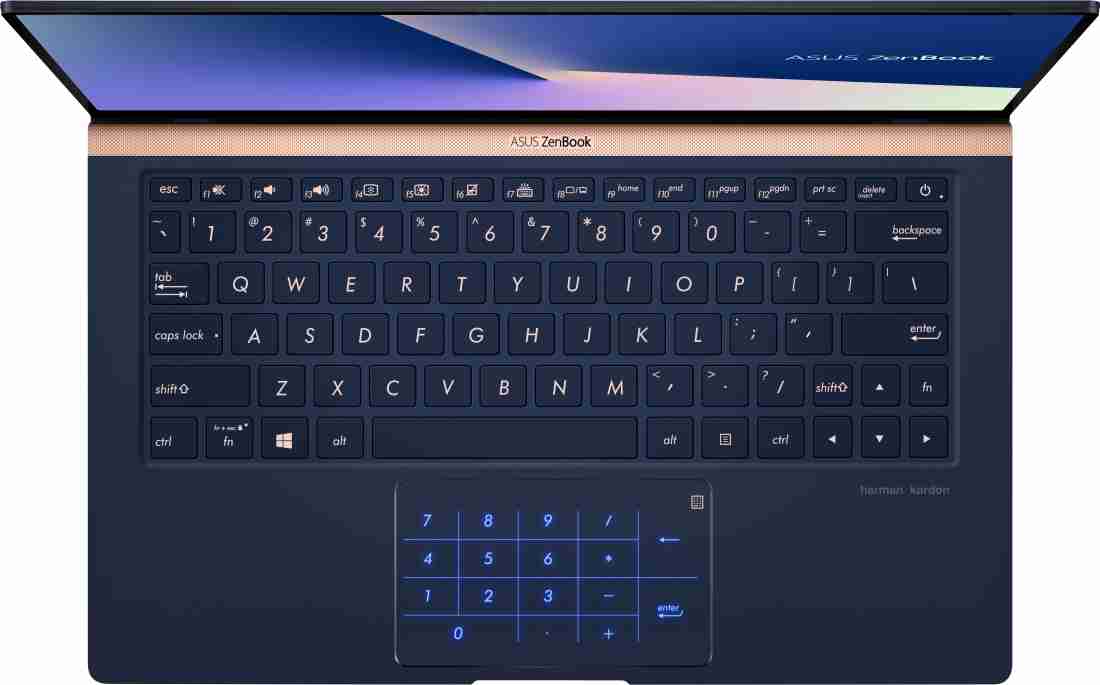 ASUS ZenBook
ASUS ZenBook
esc f1 f2 f3 f4 f5 f6 f7 f8 f9 home f10 end f11 pgup f12 pgdn prt sc delete insert
~ ` ! 1 @ 2 # 3 $ 4 % 5 ^ 6 & 7 * 8 ( 9 ) 0 _ - + = backspace
tab Q W E R T Y U I O P { [ } ] | \
caps lock A S D F G H J K L : ; " ' enter
shift Z X C V B N M < , > . ? / shift fn
ctrl fn + esc fn alt alt ctrl
harman / kardon
7 8 9 /
4 5 6 *
1 2 3 − enter
0 . +